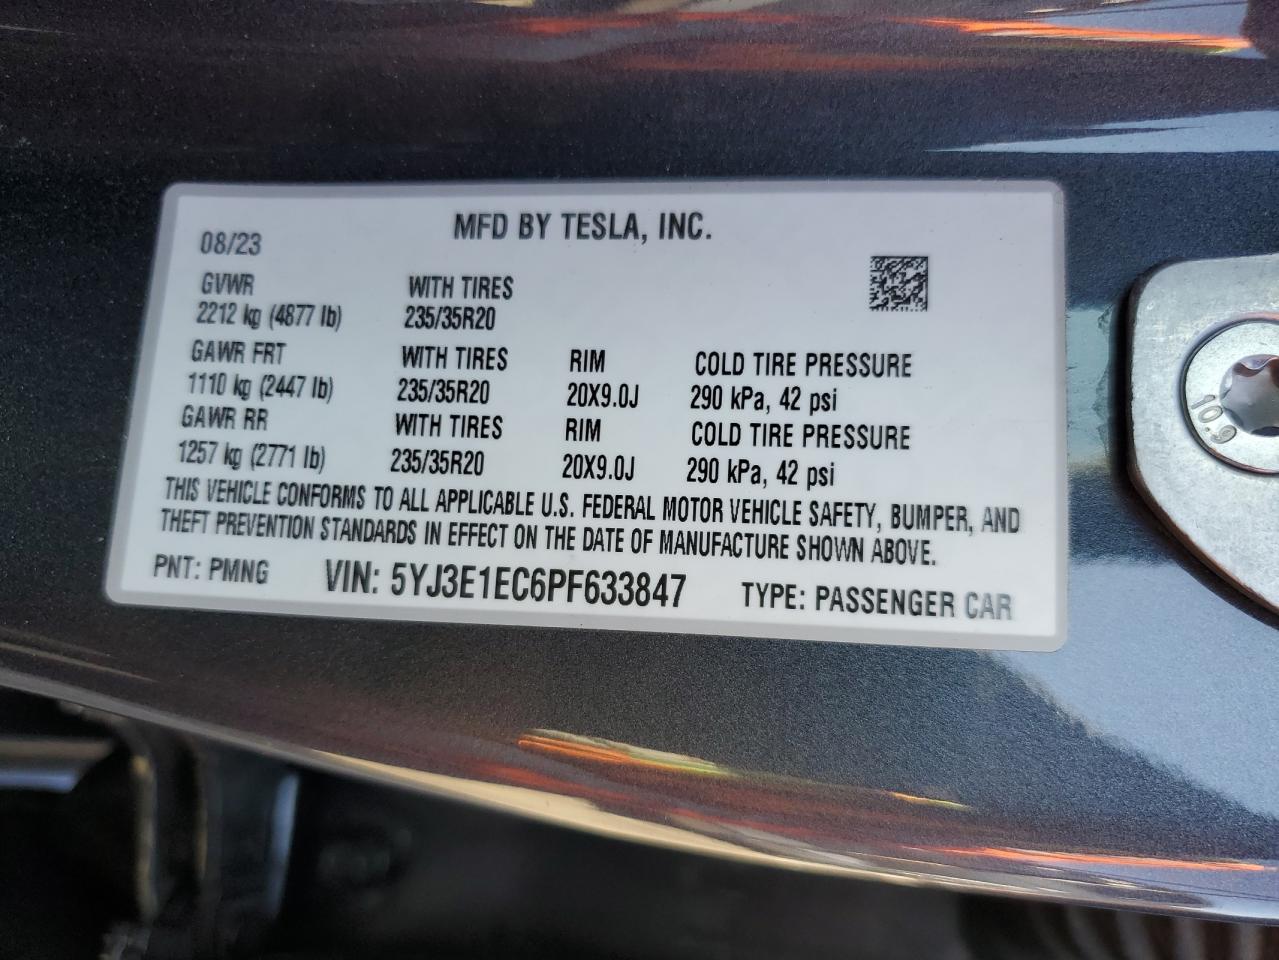 MFD BY TESLA, INC.
08/23
GVWR WITH TIRES
2212 kg (4877 lb) 235/35R20
GAWR FRT WITH TIRES RIM COLD TIRE PRESSURE
1110 kg (2447 lb) 235/35R20 20X9.0J 290 kPa, 42 psi
GAWR RR WITH TIRES RIM COLD TIRE PRESSURE
1257 kg (2771 lb) 235/35R20 20X9.0J 290 kPa, 42 psi
THIS VEHICLE CONFORMS TO ALL APPLICABLE U.S. FEDERAL MOTOR VEHICLE SAFETY, BUMPER, AND
THEFT PREVENTION STANDARDS IN EFFECT ON THE DATE OF MANUFACTURE SHOWN ABOVE.
PNT: PMNG VIN: 5YJ3E1EC6PF633847 TYPE: PASSENGER CAR
10.9